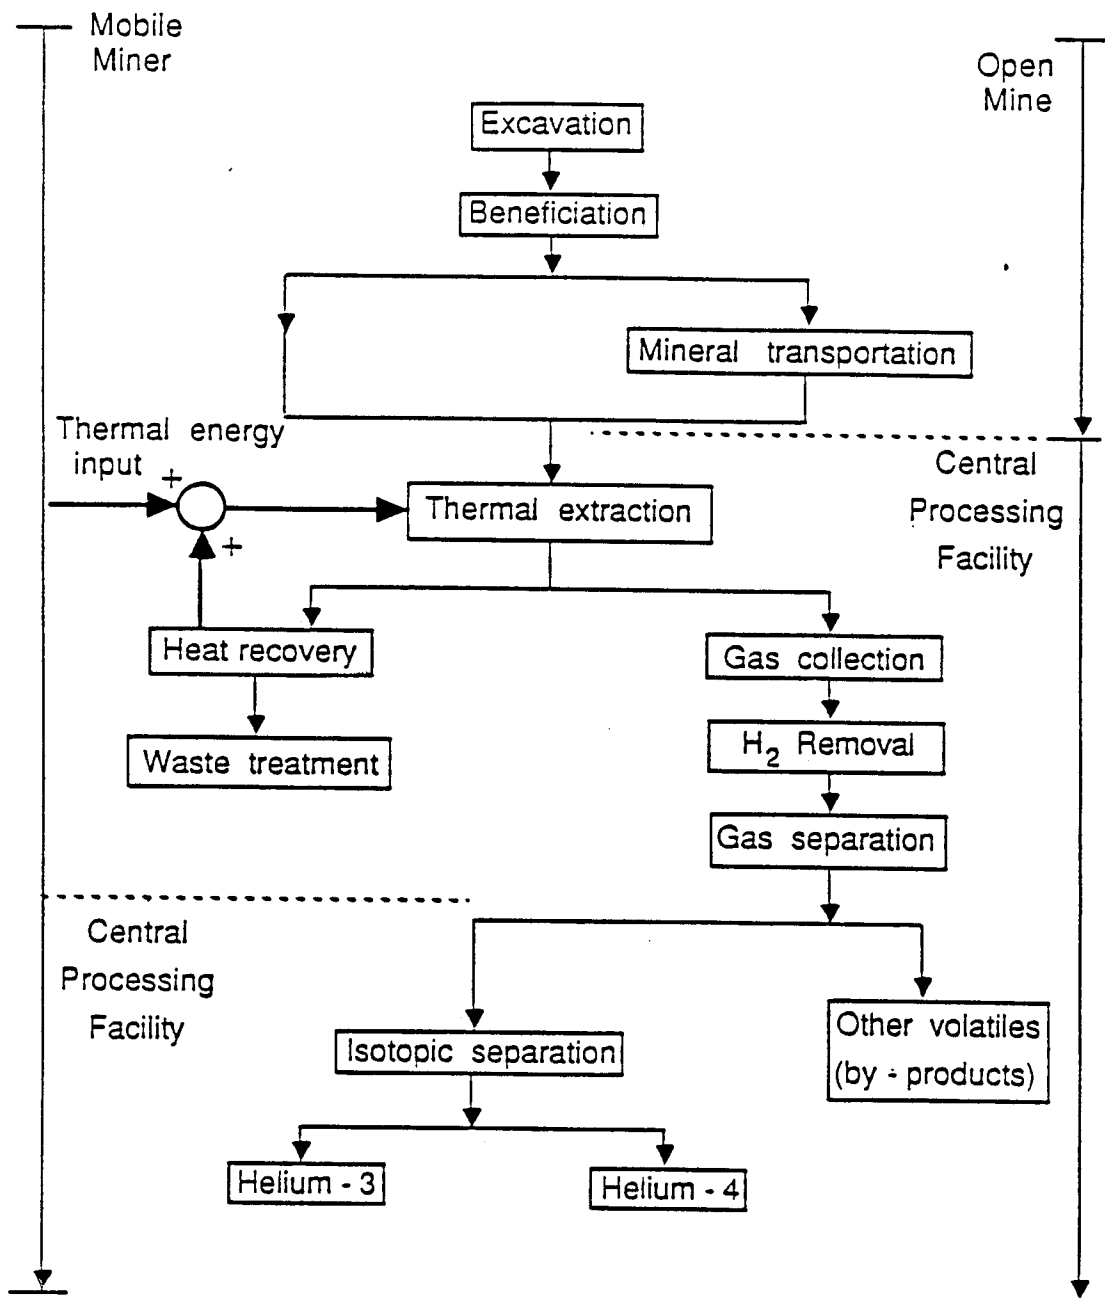 Mobile
Miner
Open
Mine
Excavation
Beneficiation
Mineral transportation
Thermal energy
input
+
Thermal extraction
+
Central
Processing
Facility
Heat recovery
Gas collection
Waste treatment
H₂ Removal
Gas separation
Central
Processing
Facility
Isotopic separation
Other volatiles
(by - products)
Helium - 3
Helium - 4